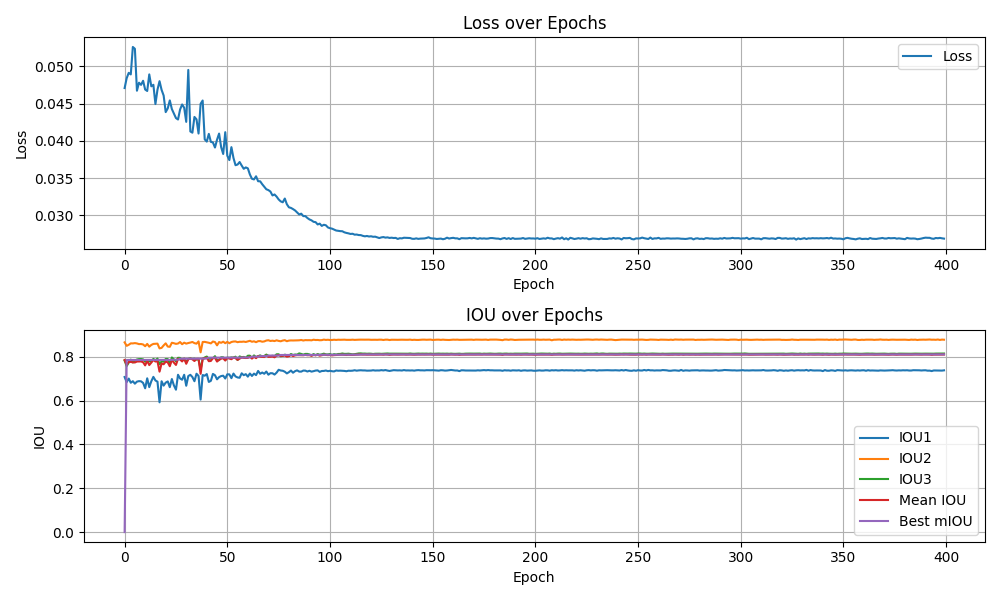 Loss over Epochs
Loss
0.050
0.045
0.040
0.035
0.030
Loss
0 50 100 150 200 250 300 350 400
Epoch
IOU over Epochs
0.8
0.6
0.4
0.2
0.0
IOU
IOU1
IOU2
IOU3
Mean IOU
Best mIOU
0 50 100 150 200 250 300 350 400
Epoch